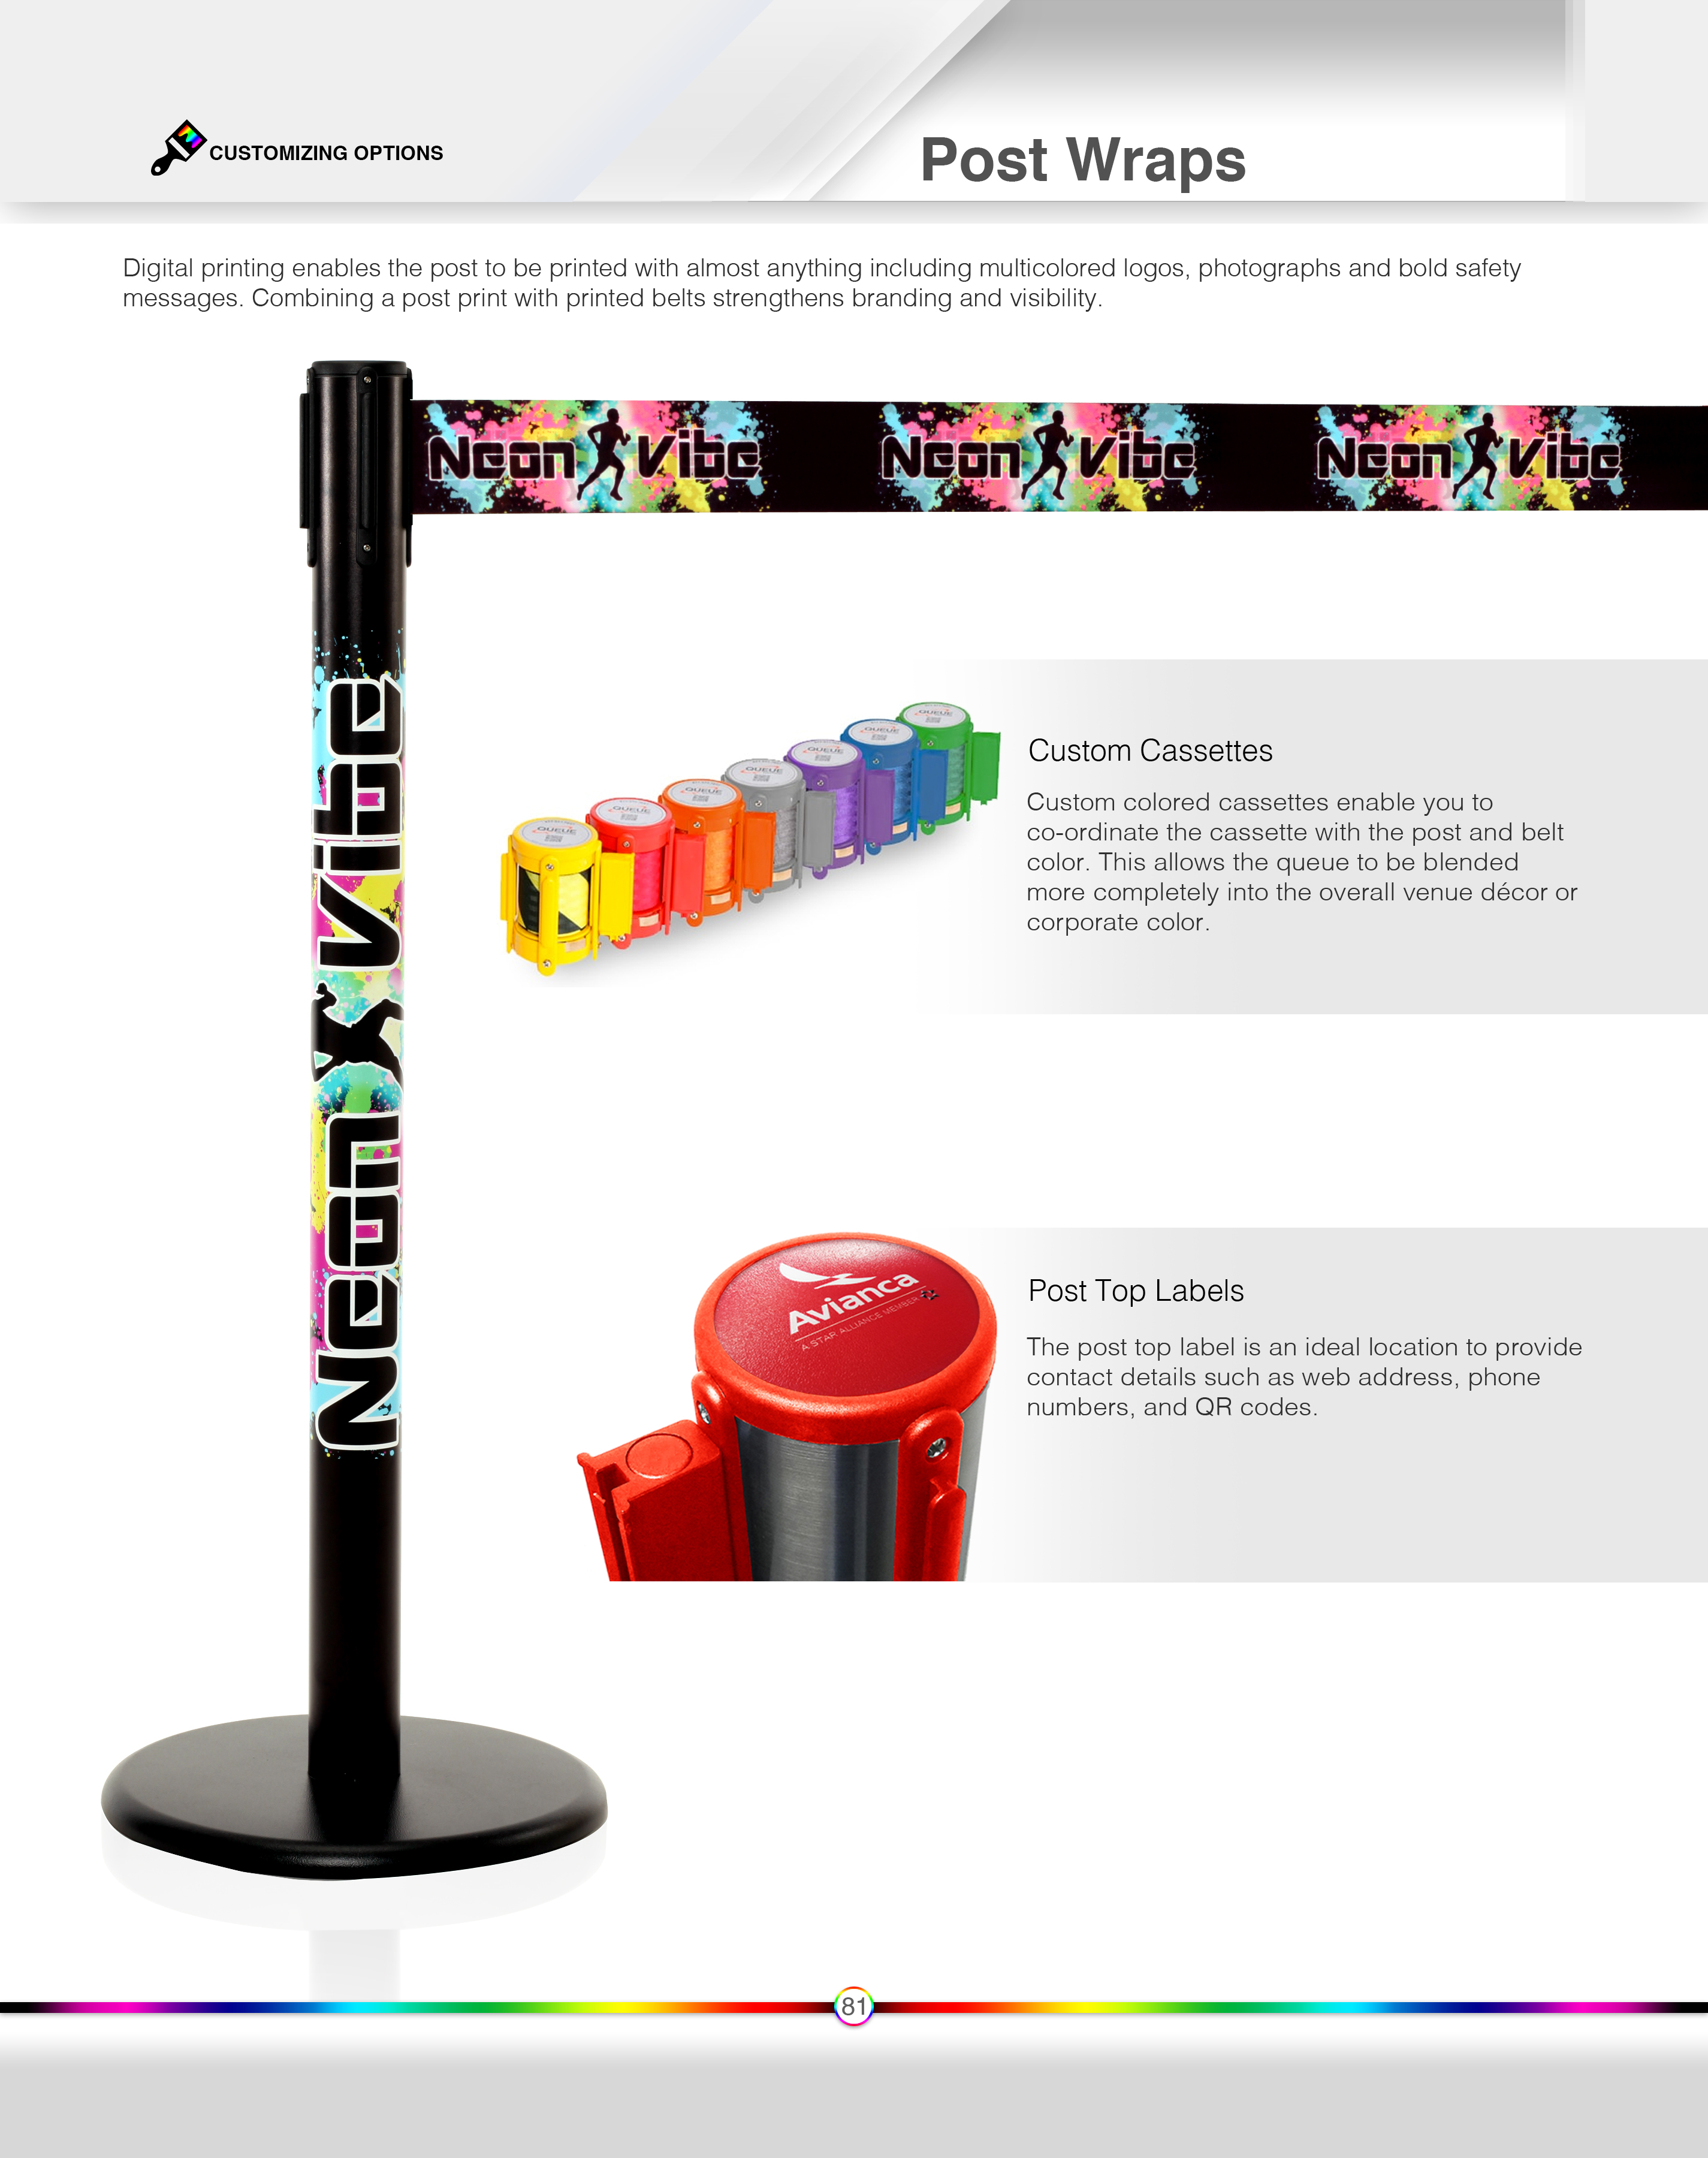 CUSTOMIZING OPTIONS
Post Wraps
Digital printing enables the post to be printed with almost anything including multicolored logos, photographs and bold safety
messages. Combining a post print with printed belts strengthens branding and visibility.
Neon Vibe
Neon Vibe
Neon Vibe
Neon Vibe
QUEUE
QUEUE
QUEUE
QUEUE
QUEUE
QUEUE
QUEUE
Custom Cassettes
Custom colored cassettes enable you to
co-ordinate the cassette with the post and belt
color. This allows the queue to be blended
more completely into the overall venue décor or
corporate color.
Avianca
A STAR ALLIANCE MEMBER
Post Top Labels
The post top label is an ideal location to provide
contact details such as web address, phone
numbers, and QR codes.
81